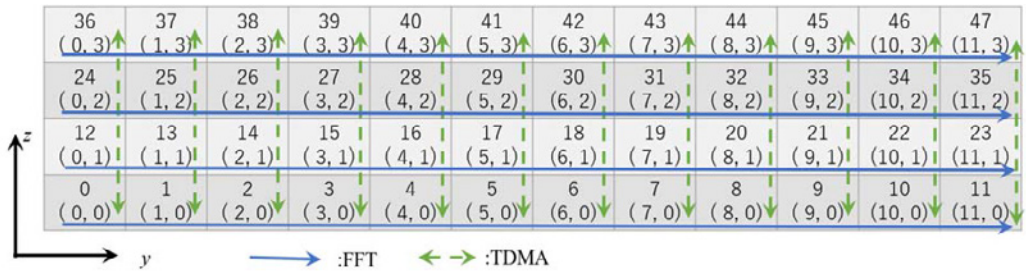 36 37 38 39 40 41 42 43 44 45 46 47
(0, 3) (1, 3) (2, 3) (3, 3) (4, 3) (5, 3) (6, 3) (7, 3) (8, 3) (9, 3) (10, 3) (11, 3)
24 25 26 27 28 29 30 31 32 33 34 35
(0, 2) (1, 2) (2, 2) (3, 2) (4, 2) (5, 2) (6, 2) (7, 2) (8, 2) (9, 2) (10, 2) (11, 2)
z
12 13 14 15 16 17 18 19 20 21 22 23
(0, 1) (1, 1) (2, 1) (3, 1) (4, 1) (5, 1) (6, 1) (7, 1) (8, 1) (9, 1) (10, 1) (11, 1)
0 1 2 3 4 5 6 7 8 9 10 11
(0, 0) (1, 0) (2, 0) (3, 0) (4, 0) (5, 0) (6, 0) (7, 0) (8, 0) (9, 0) (10, 0) (11, 0)
y :FFT :TDMA